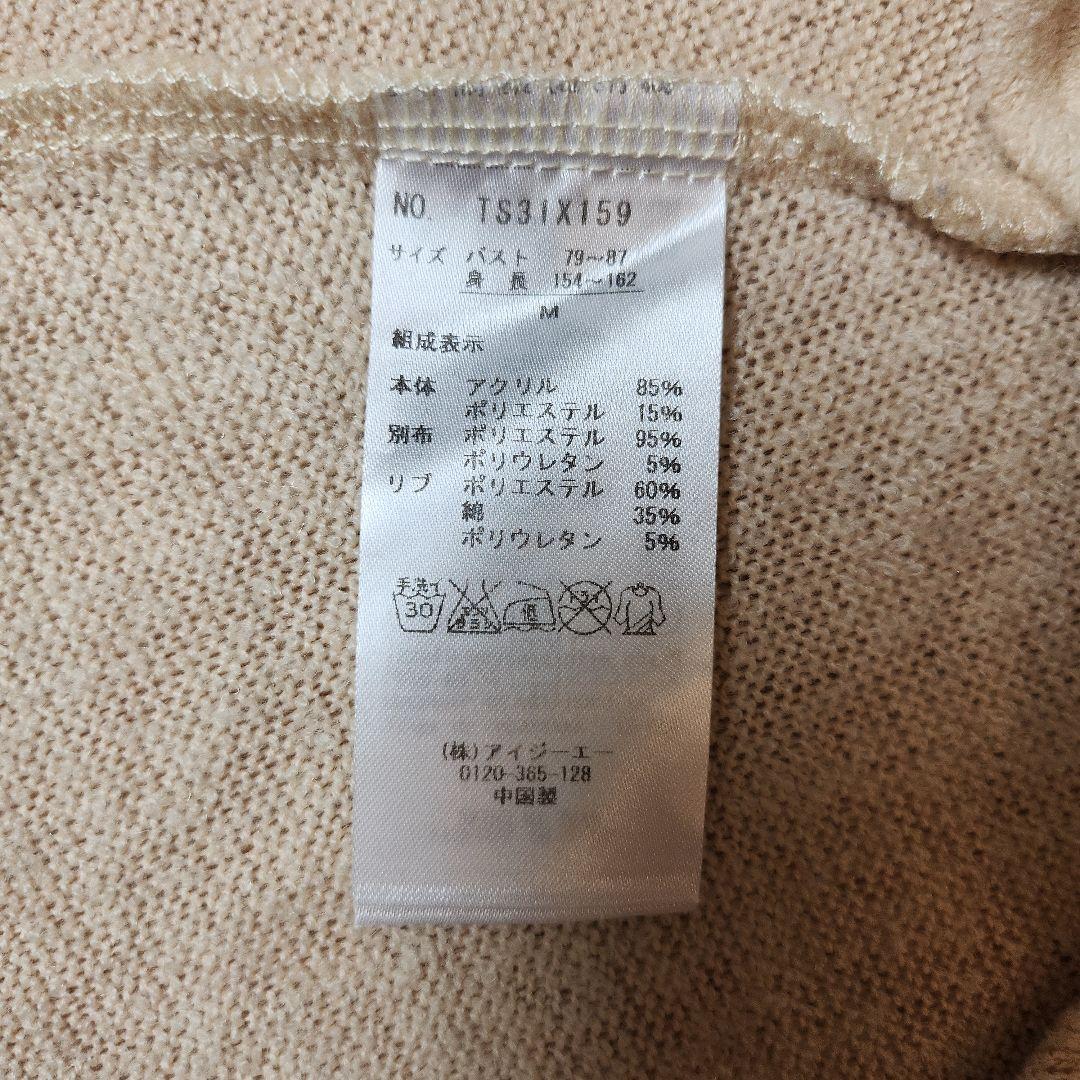 NO TS31X159
サイズ バスト 79〜87
身長 154〜162
M
組成表示
本体 アクリル 85%
ポリエステル 15%
別布 ポリエステル 95%
ポリウレタン 5%
リブ ポリエステル 60%
綿 35%
ポリウレタン 5%
手洗イ
30 低
(株)アイジーエー
0120-365-128
中国製